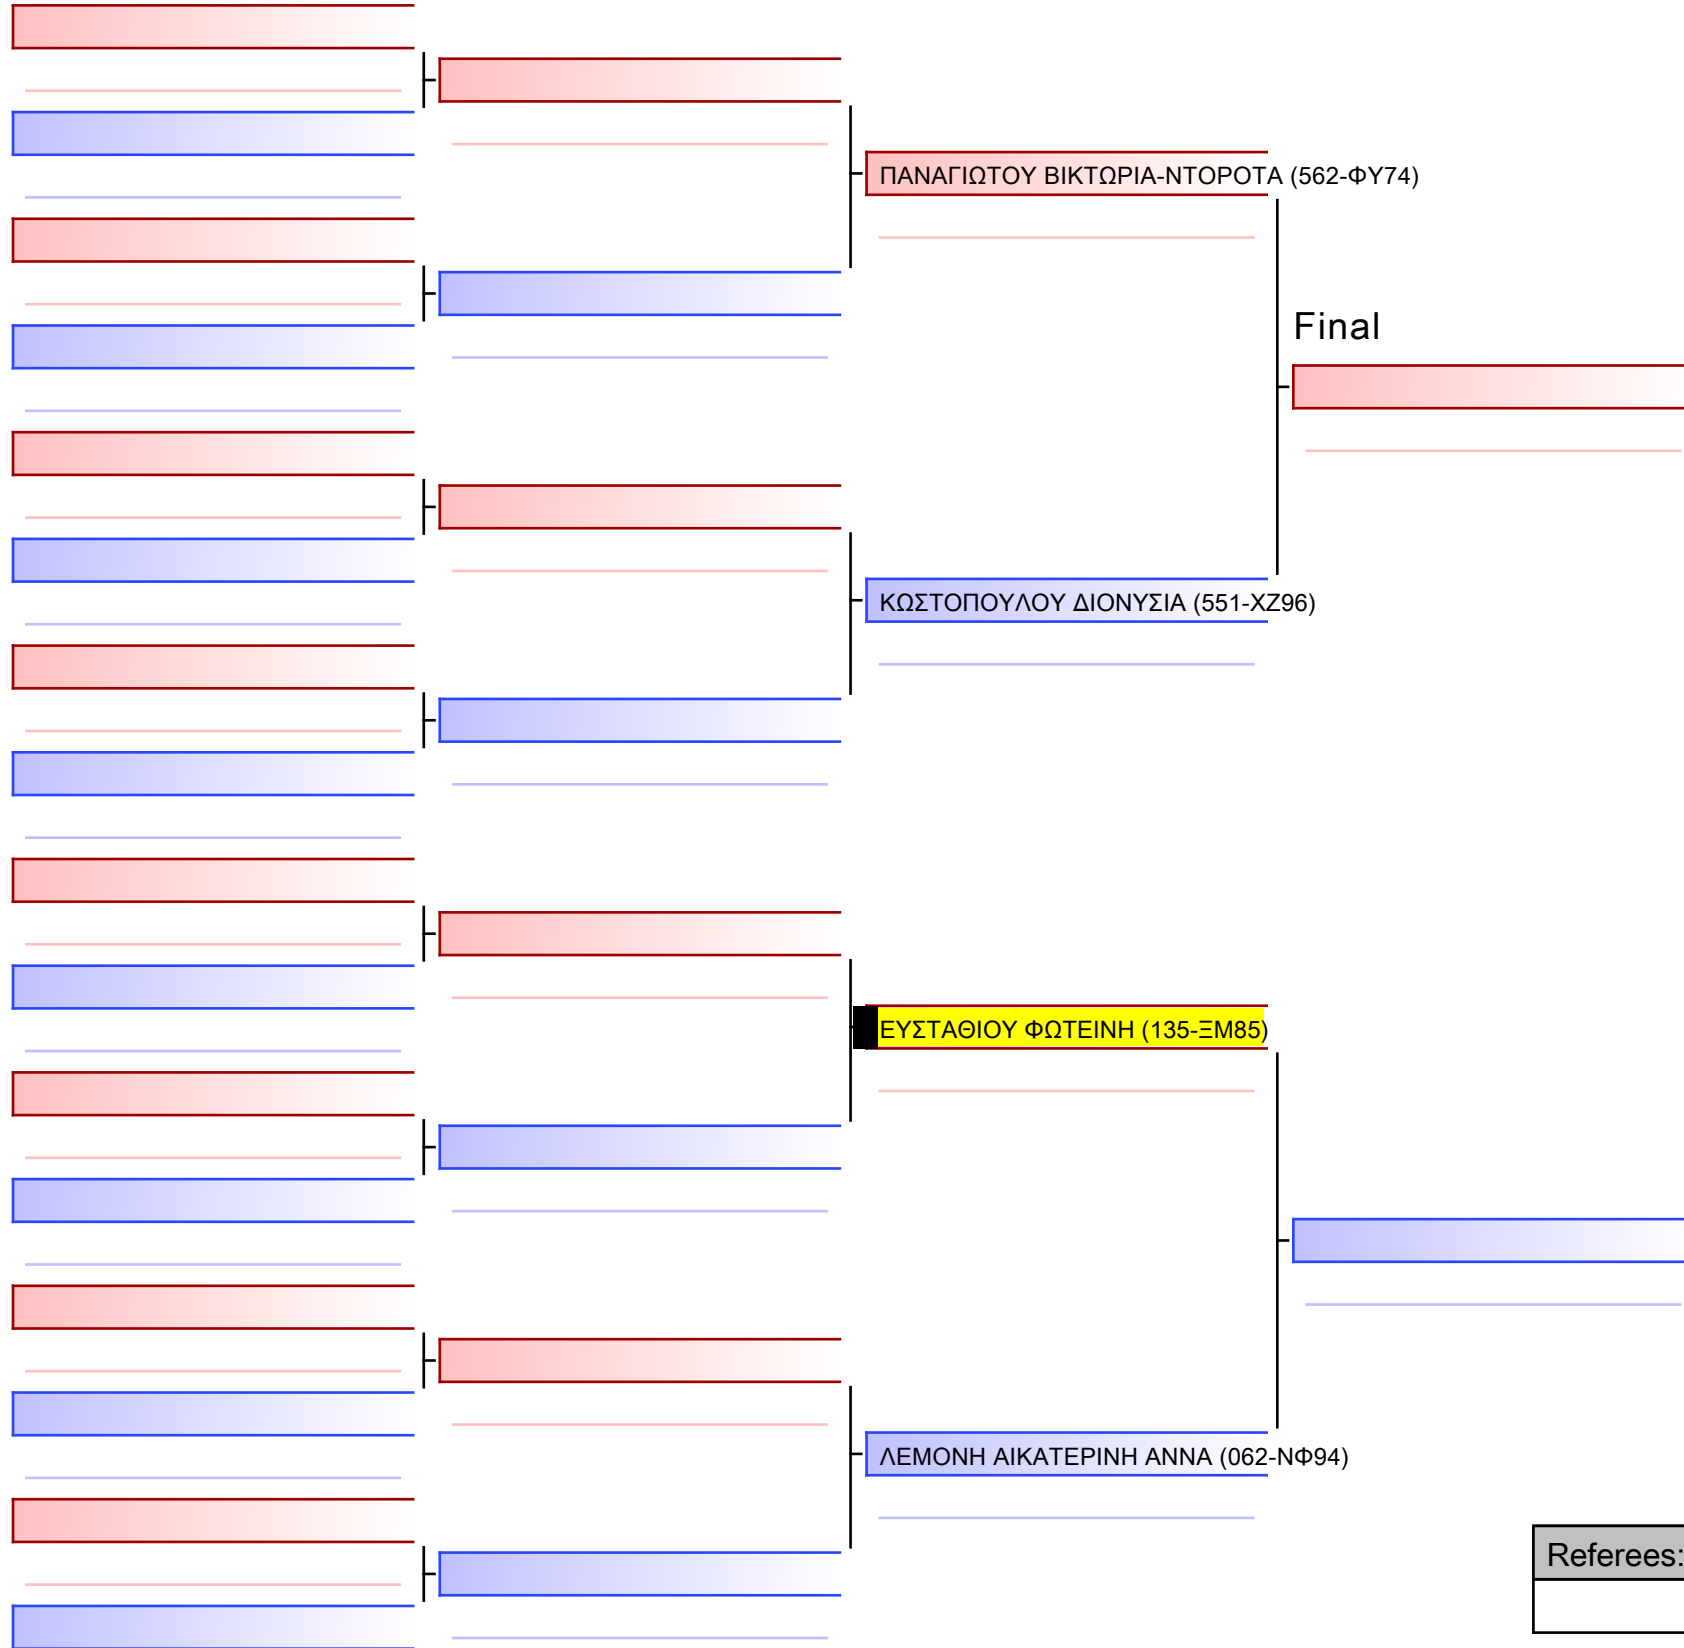 ΠΑΝΑΓΙΩΤΟΥ ΒΙΚΤΩΡΙΑ-ΝΤΟΡΟΤΑ (562-ΦΥ74)
Final
ΚΩΣΤΟΠΟΥΛΟΥ ΔΙΟΝΥΣΙΑ (551-ΧΖ96)
ΕΥΣΤΑΘΙΟΥ ΦΩΤΕΙΝΗ (135-ΞΜ85)
ΛΕΜΟΝΗ ΑΙΚΑΤΕΡΙΝΗ ΑΝΝΑ (062-ΝΦ94)
Referees: